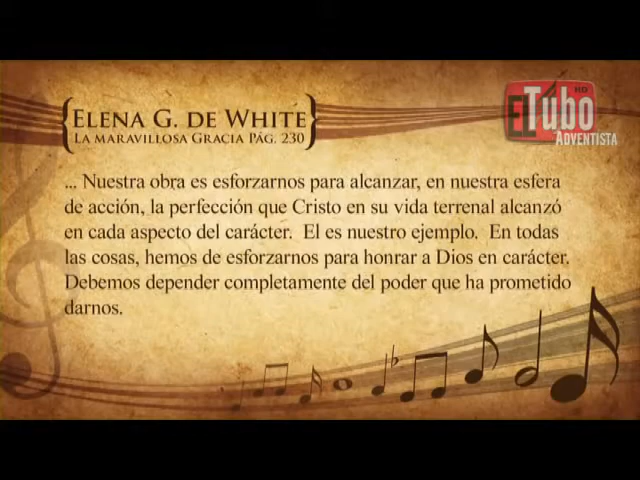 ELENA G. DE WHITE
LA MARAVILLOSA GRACIA PÁG. 230
HD
El Tubo
ADVENTISTA
... Nuestra obra es esforzarnos para alcanzar, en nuestra esfera
de acción, la perfección que Cristo en su vida terrenal alcanzó
en cada aspecto del carácter.  El es nuestro ejemplo.  En todas
las cosas, hemos de esforzarnos para honrar a Dios en carácter.
Debemos depender completamente del poder que ha prometido
darnos.